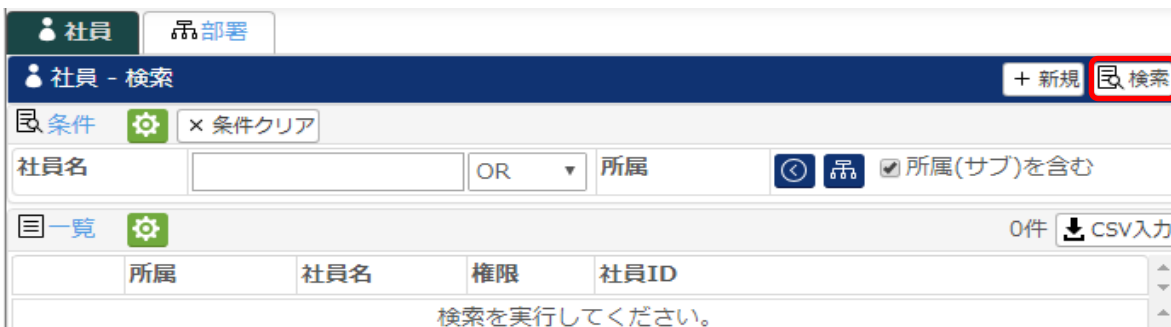 社員 部署
社員 - 検索 + 新規 検索
条件 × 条件クリア
社員名 OR 所属 所属(サブ)を含む
一覧 0件 CSV入力
所属 社員名 権限 社員ID
検索を実行してください。